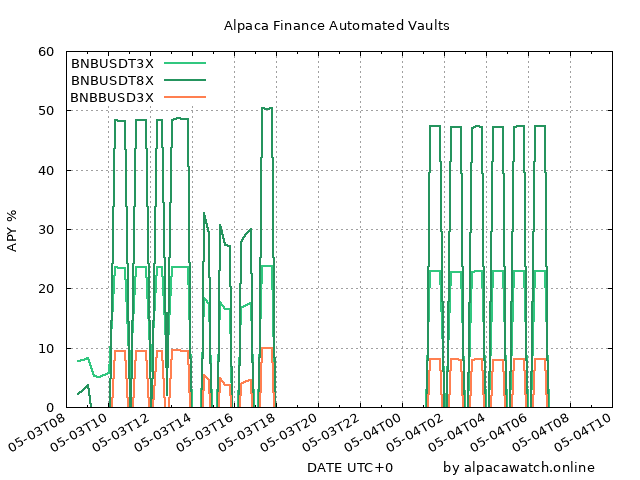 Alpaca Finance Automated Vaults
60
50
40
30
20
10
0
APY %
BNBUSDT3X
BNBUSDT8X
BNBBUSD3X
05-03T08
05-03T10
05-03T12
05-03T14
05-03T16
05-03T18
05-03T20
05-03T22
05-04T00
05-04T02
05-04T04
05-04T06
05-04T08
05-04T10
DATE UTC+0 by alpacawatch.online